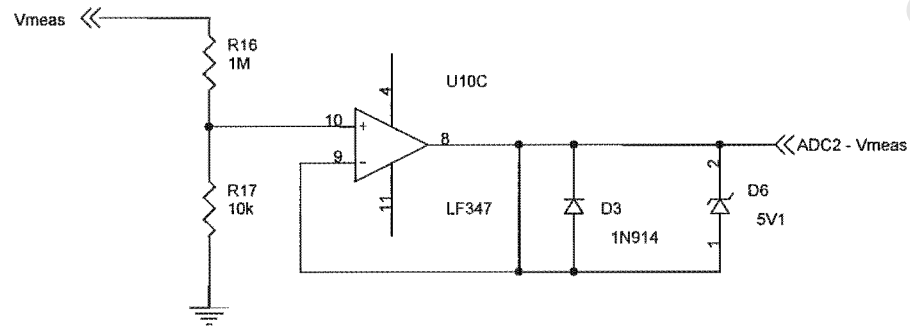 Vmeas
R16
1M
U10C
4
10
+
8
9
-
ADC2 - Vmeas
2
D6
5V1
R17
10k
11
LF347
D3
1N914
1